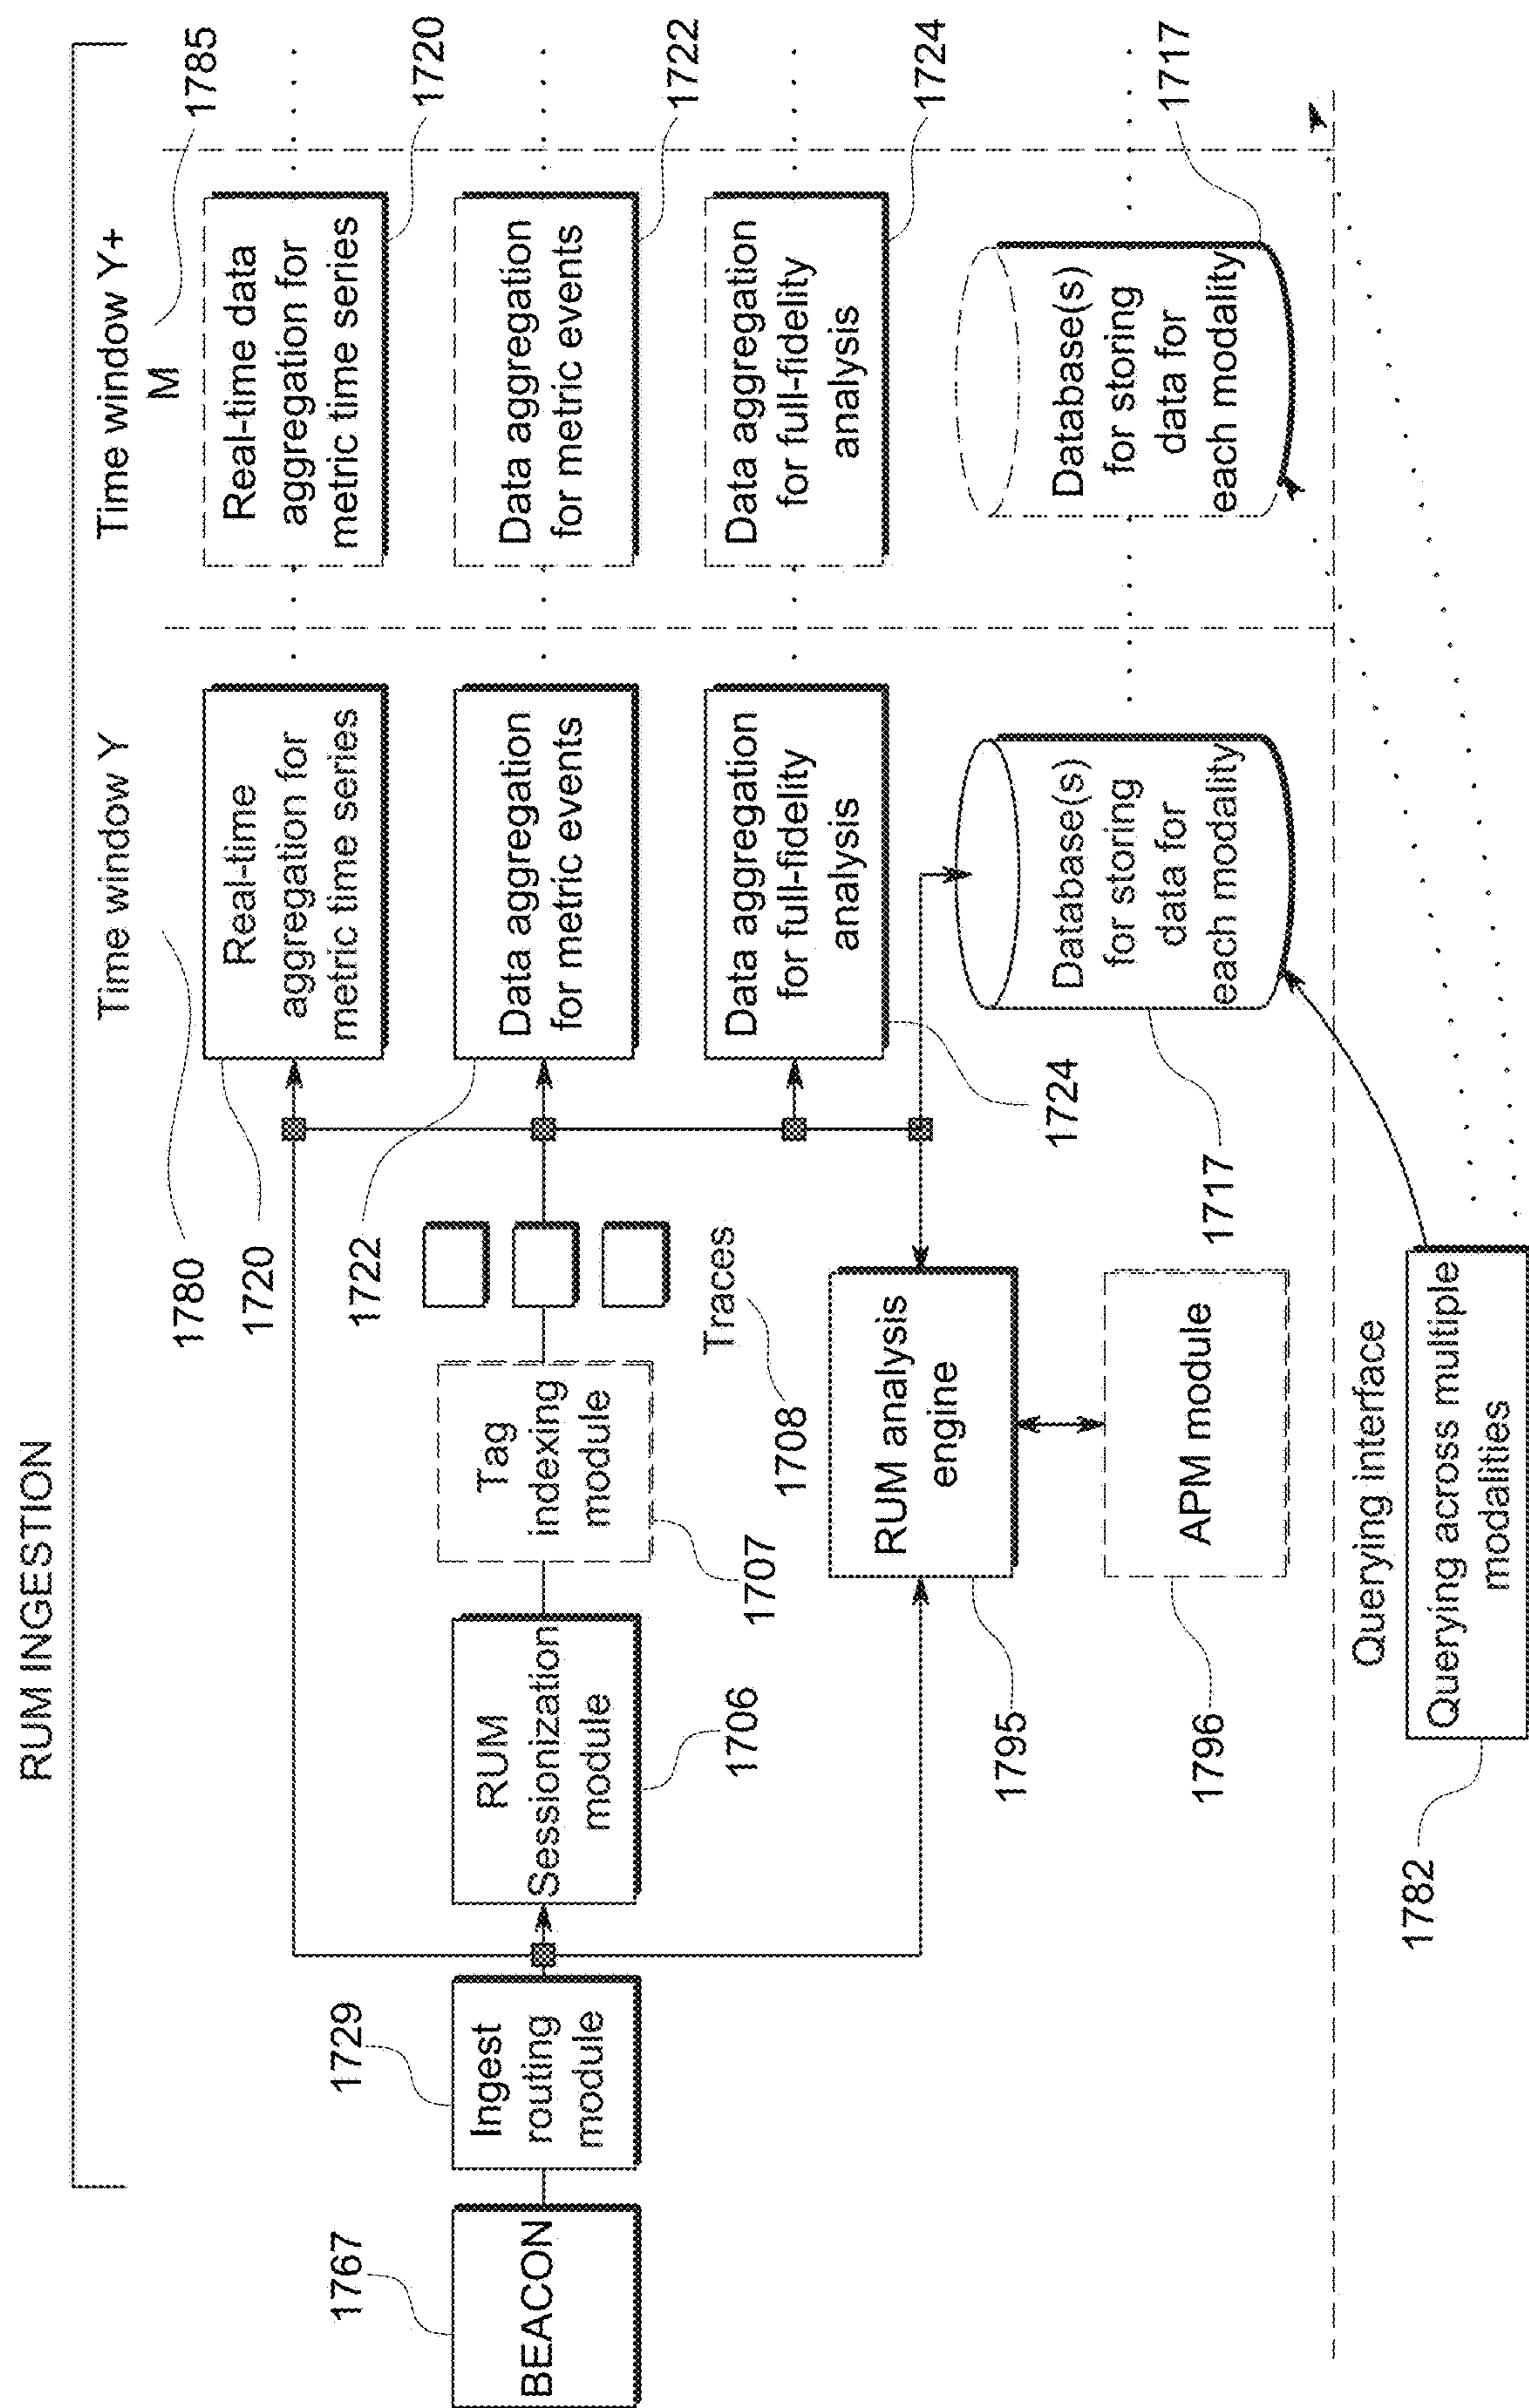 RUM INGESTION
Time window Y
Time window Y+
M
1780
1785
1720
Real-time
aggregation for
metric time series
Real-time data
aggregation for
metric time series
1720
1767
BEACON
1729
Ingest
routing
module
RUM
Sessionization
module
1706
Tag
indexing
module
1707
Traces
1708
1722
Data aggregation
for metric events
Data aggregation
for metric events
1722
Data aggregation
for full-fidelity
analysis
1724
Data aggregation
for full-fidelity
analysis
1724
RUM analysis
engine
1795
APM module
1796
Database(s)
for storing
data for
each modality
1717
Database(s)
for storing
data for
each modality
1717
Querying interface
Querying across multiple
modalities
1782